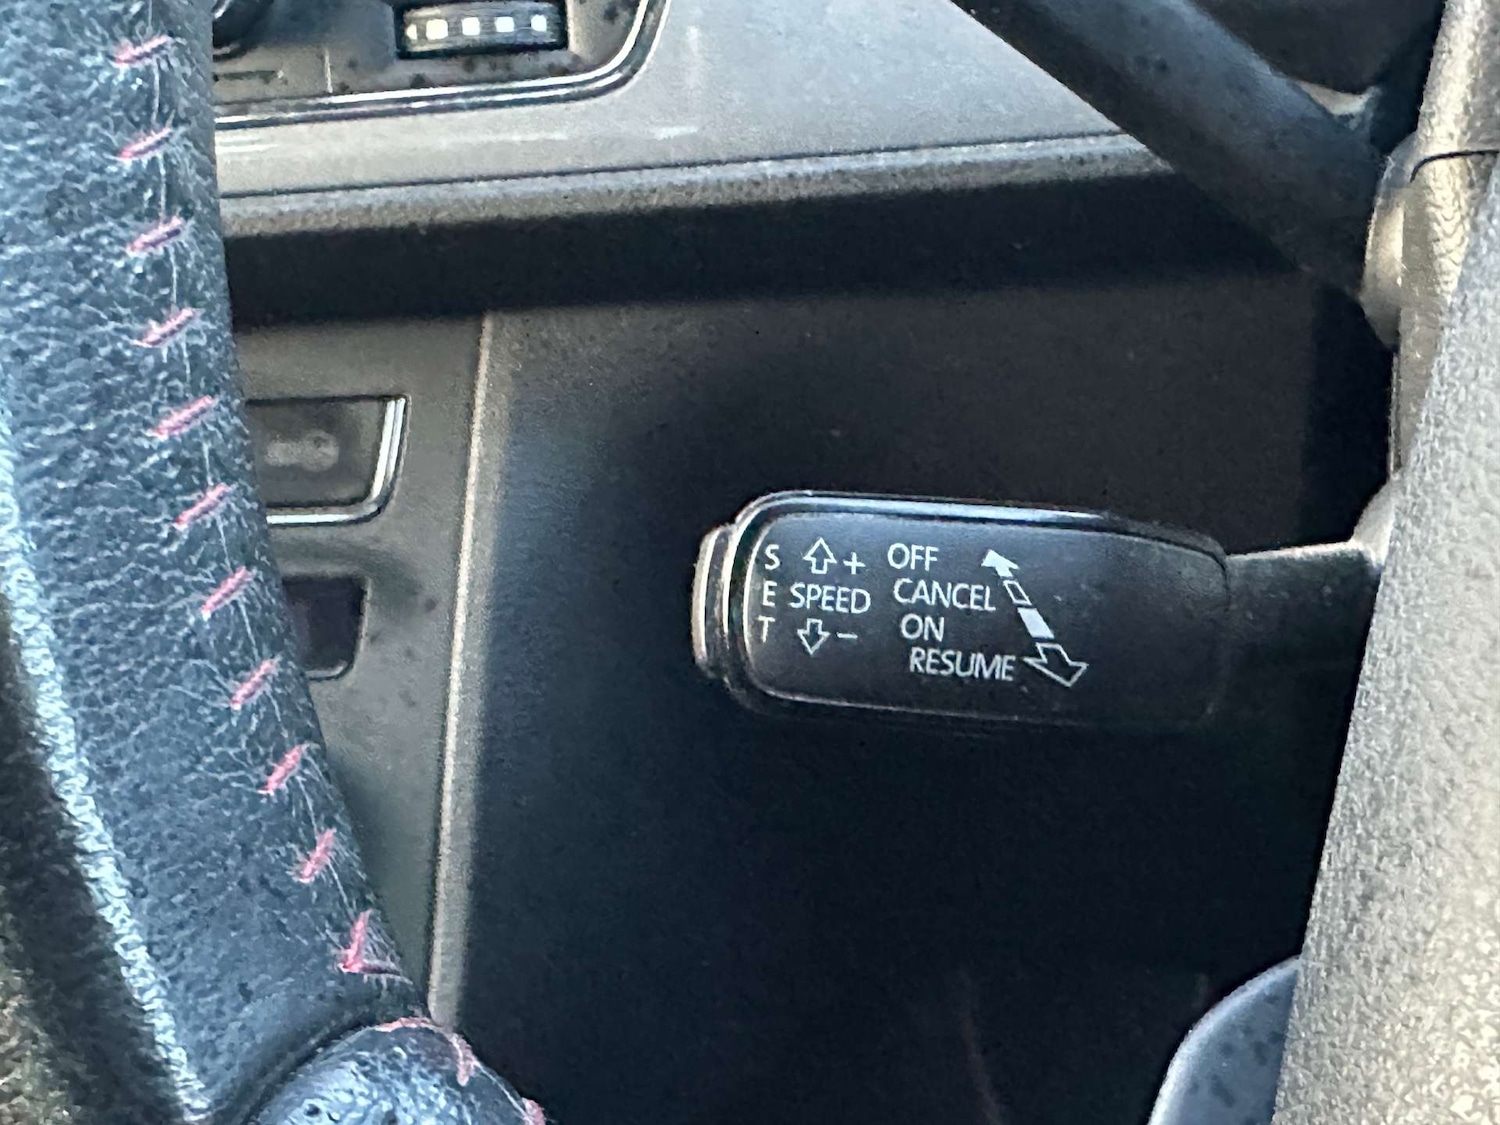 S + OFF
E SPEED CANCEL
T - ON
RESUME